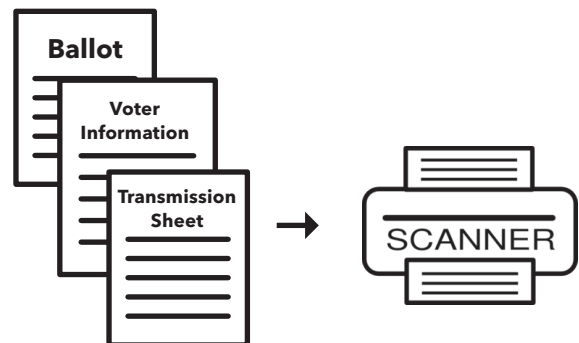 Ballot
Voter
Information
Transmission
Sheet
SCANNER